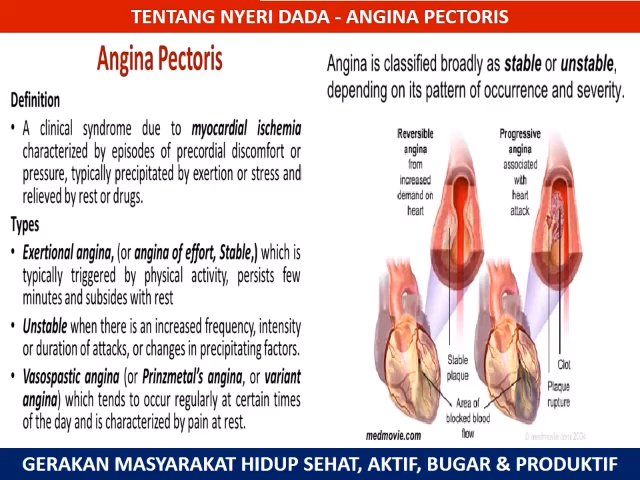 TENTANG NYERI DADA - ANGINA PECTORIS
Angina Pectoris
Definition
• A clinical syndrome due to myocardial ischemia
characterized by episodes of precordial discomfort or
pressure, typically precipitated by exertion or stress and
relieved by rest or drugs.
Types
• Exertional angina, (or angina of effort, Stable,) which is
typically triggered by physical activity, persists few
minutes and subsides with rest
• Unstable when there is an increased frequency, intensity
or duration of attacks, or changes in precipitating factors.
• Vasospastic angina (or Prinzmetal's angina, or variant
angina) which tends to occur regularly at certain times
of the day and is characterized by pain at rest.
Angina is classified broadly as stable or unstable,
depending on its pattern of occurrence and severity.
Reversible
angina
from
increased
demand on
heart
Progressive
angina
associated
with
heart
attack
Stable
plaque
Clot
Plaque
rupture
Area of
blocked blood
flow
medmovie.com
© medmovie.com 2004
GERAKAN MASYARAKAT HIDUP SEHAT, AKTIF, BUGAR & PRODUKTIF